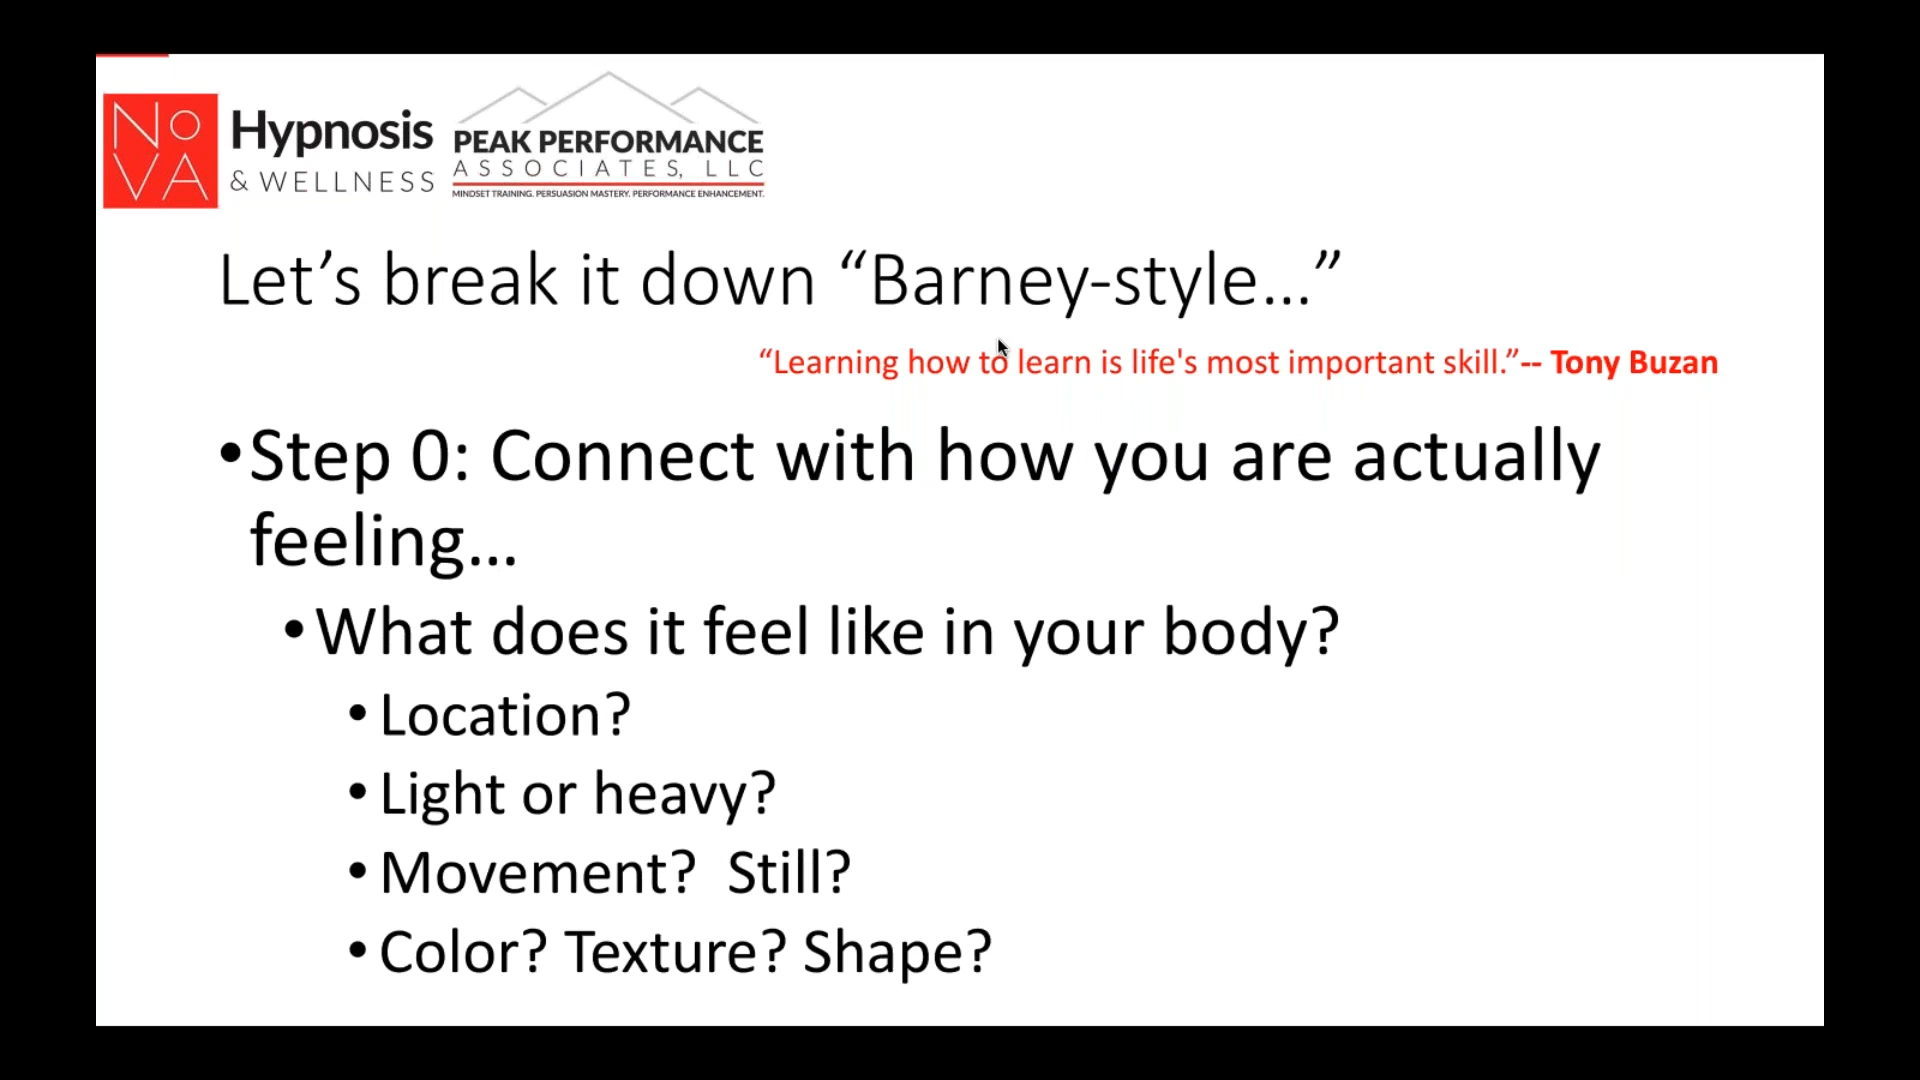 NoVA
Hypnosis
& WELLNESS
PEAK PERFORMANCE
ASSOCIATES, LLC
MINDSET TRAINING. PERSUASION MASTERY. PERFORMANCE ENHANCEMENT.
Let’s break it down “Barney-style…”
“Learning how to learn is life's most important skill.”-- Tony Buzan
•Step 0: Connect with how you are actually
feeling…
•What does it feel like in your body?
•Location?
•Light or heavy?
•Movement?  Still?
•Color? Texture? Shape?